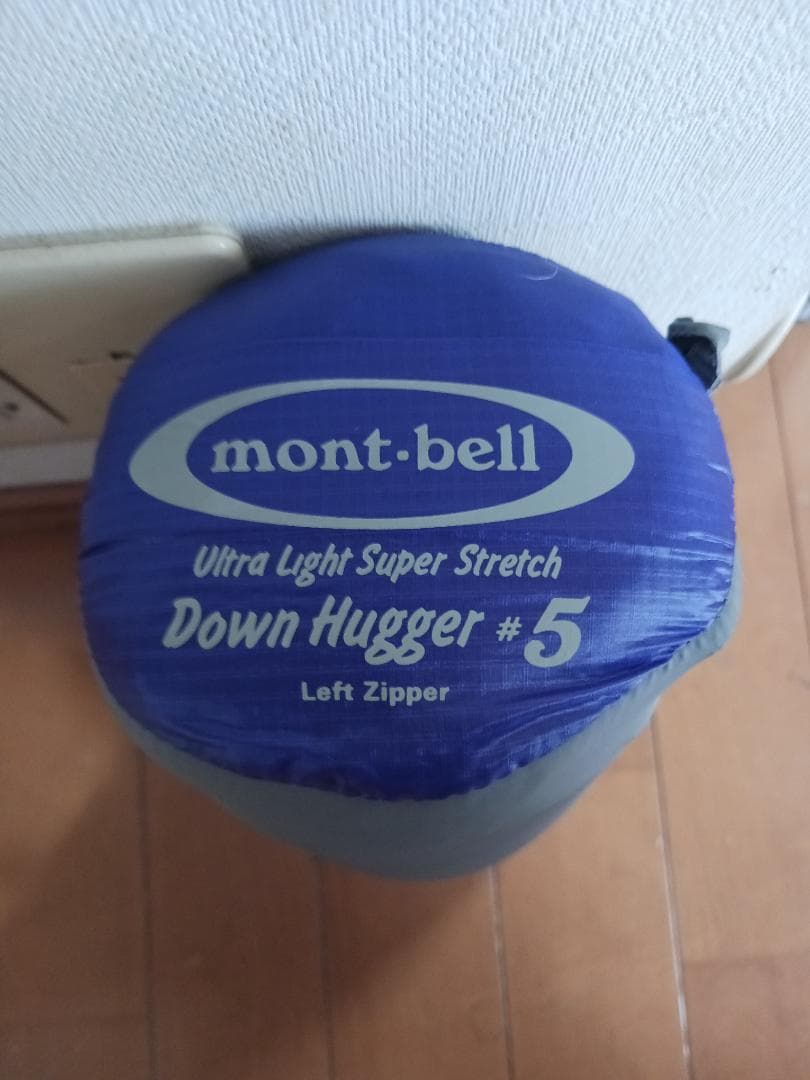 mont-bell
Ultra Light Super Stretch
Down Hugger #5
Left Zipper